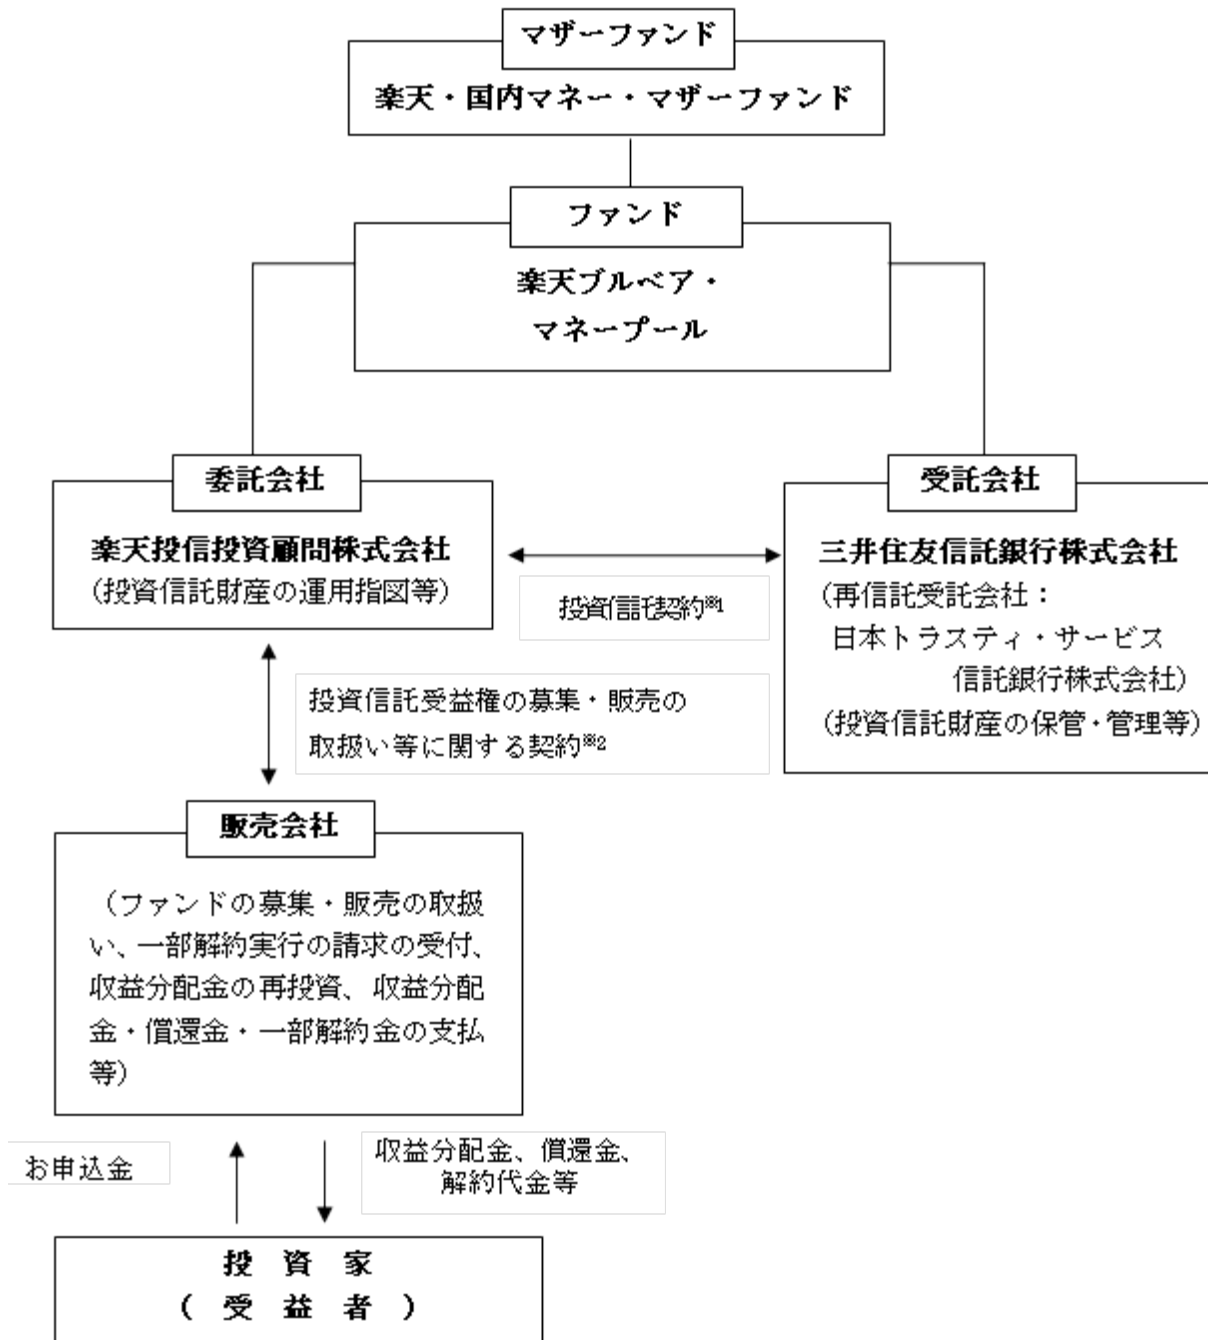 マザーファンド
楽天・国内マネー・マザーファンド
ファンド
楽天ブルベア・
マネープール
委託会社
楽天投信投資顧問株式会社
(投資信託財産の運用指図等)
投資信託契約※1
受託会社
三井住友信託銀行株式会社
(再信託受託会社：
日本トラスティ・サービス
信託銀行株式会社)
(投資信託財産の保管・管理等)
投資信託受益権の募集・販売の
取扱い等に関する契約※2
販売会社
（ファンドの募集・販売の取扱
い、一部解約実行の請求の受付、
収益分配金の再投資、収益分配
金・償還金・一部解約金の支払
等）
お申込金
収益分配金、償還金、
解約代金等
投 資 家
( 受 益 者 )